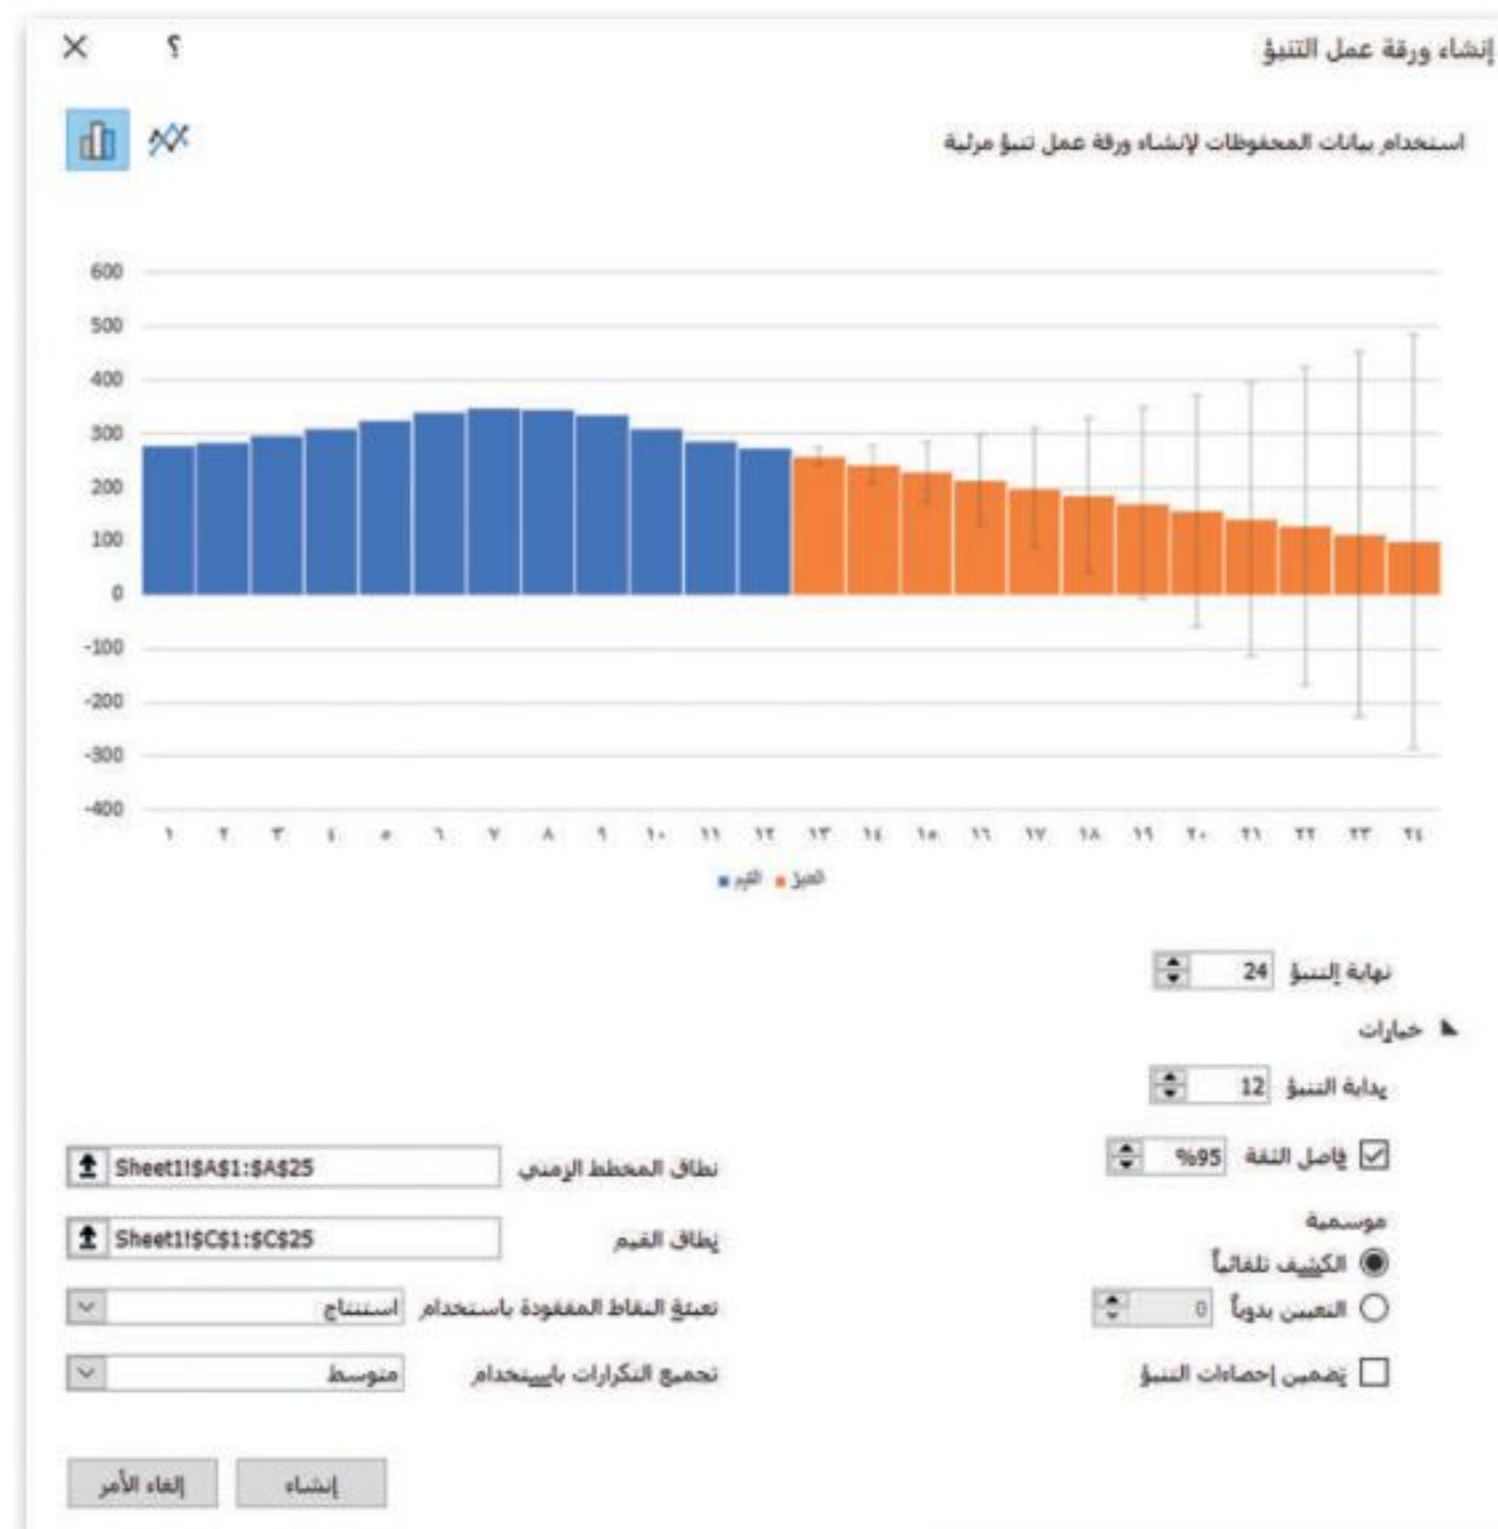 إنشاء ورقة عمل التنبؤ
؟
استخدام بيانات المحفوظات لإنشاء ورقة عمل تنبؤ مرئية
600
500
400
300
200
100
0
-100
-200
-300
-400
١ ٢ ٣ ٤ ٥ ٦ ٧ ٨ ٩ ١٠ ١١ ١٢ ١٣ ١٤ ١٥ ١٦ ١٧ ١٨ ١٩ ٢٠ ٢١ ٢٢ ٢٣ ٢٤
القيم التنبؤ
نهاية التنبؤ 24
خيارات
بداية التنبؤ 12
فاصل الثقة %95
موسمية
الكشف تلقائياً
التعيين يدوياً 0
تضمين إحصاءات التنبؤ
نطاق المخطط الزمني Sheet1!$A$1:$A$25
نطاق القيم Sheet1!$C$1:$C$25
تعبئة النقاط المفقودة باستخدام استنتاج
تجميع التكرارات باستخدام متوسط
إنشاء
إلغاء الأمر